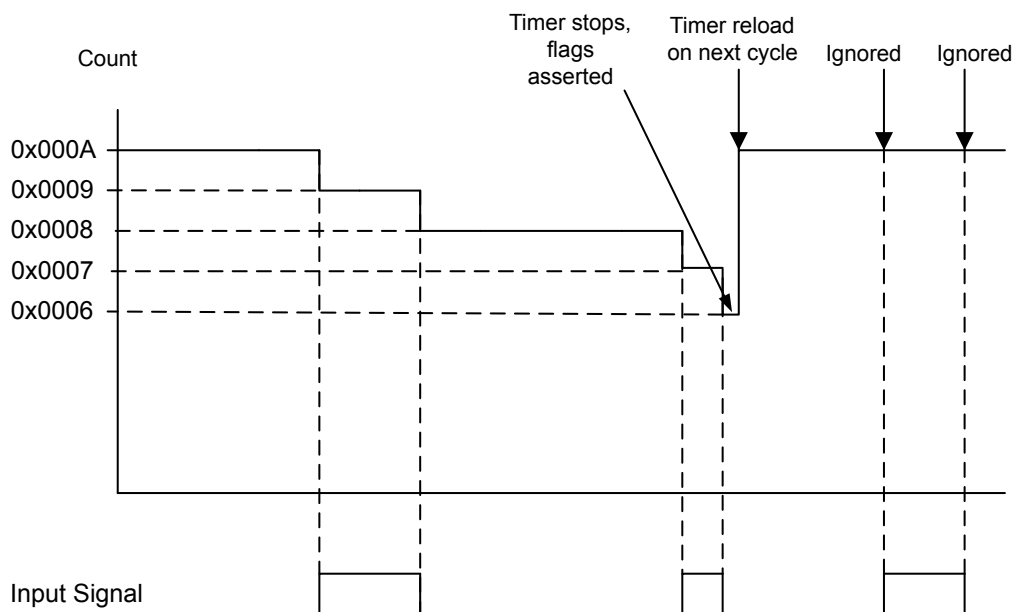 Timer stops,
flags
asserted
Timer reload
on next cycle
Ignored
Ignored
Count
0x000A
0x0009
0x0008
0x0007
0x0006
Input Signal